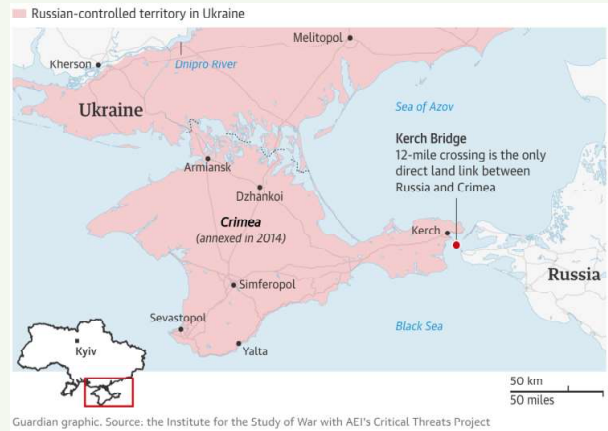 Russian-controlled territory in Ukraine
Melitopol
Kherson
Dnipro River
Ukraine
Sea of Azov
Kerch Bridge
12-mile crossing is the only
direct land link between
Russia and Crimea
Armiansk
Dzhankoi
Crimea
(annexed in 2014)
Kerch
Russia
Simferopol
Sevastopol
Black Sea
Yalta
Kyiv
50 km
50 miles
Guardian graphic. Source: the Institute for the Study of War with AEI's Critical Threats Project